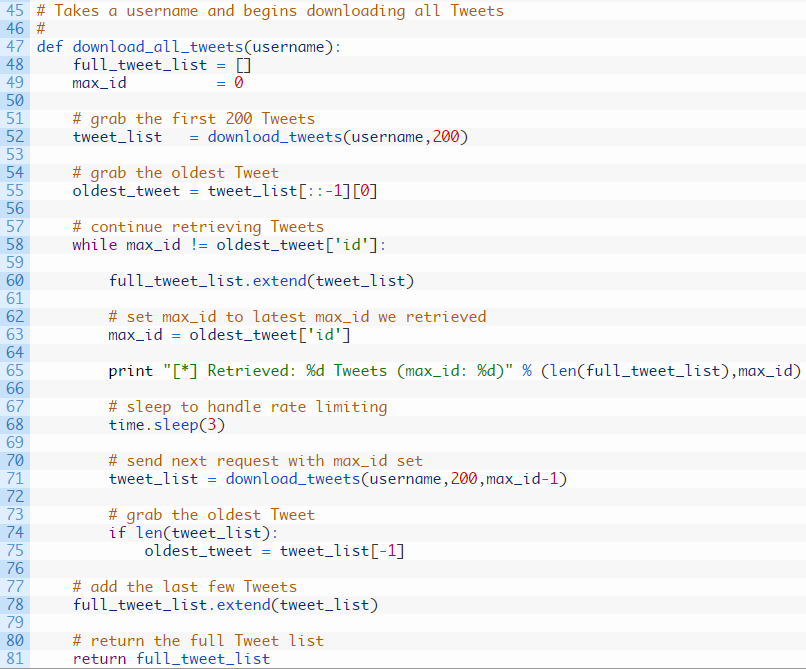 45 # Takes a username and begins downloading all Tweets
46 #
47 def download_all_tweets(username):
48     full_tweet_list = []
49     max_id          = 0
50
51     # grab the first 200 Tweets
52     tweet_list   = download_tweets(username,200)
53
54     # grab the oldest Tweet
55     oldest_tweet = tweet_list[::-1][0]
56
57     # continue retrieving Tweets
58     while max_id != oldest_tweet['id']:
59
60         full_tweet_list.extend(tweet_list)
61
62         # set max_id to latest max_id we retrieved
63         max_id = oldest_tweet['id']
64
65         print "[*] Retrieved: %d Tweets (max_id: %d)" % (len(full_tweet_list),max_id)
66
67         # sleep to handle rate limiting
68         time.sleep(3)
69
70         # send next request with max_id set
71         tweet_list = download_tweets(username,200,max_id-1)
72
73         # grab the oldest Tweet
74         if len(tweet_list):
75             oldest_tweet = tweet_list[-1]
76
77     # add the last few Tweets
78     full_tweet_list.extend(tweet_list)
79
80     # return the full Tweet list
81     return full_tweet_list